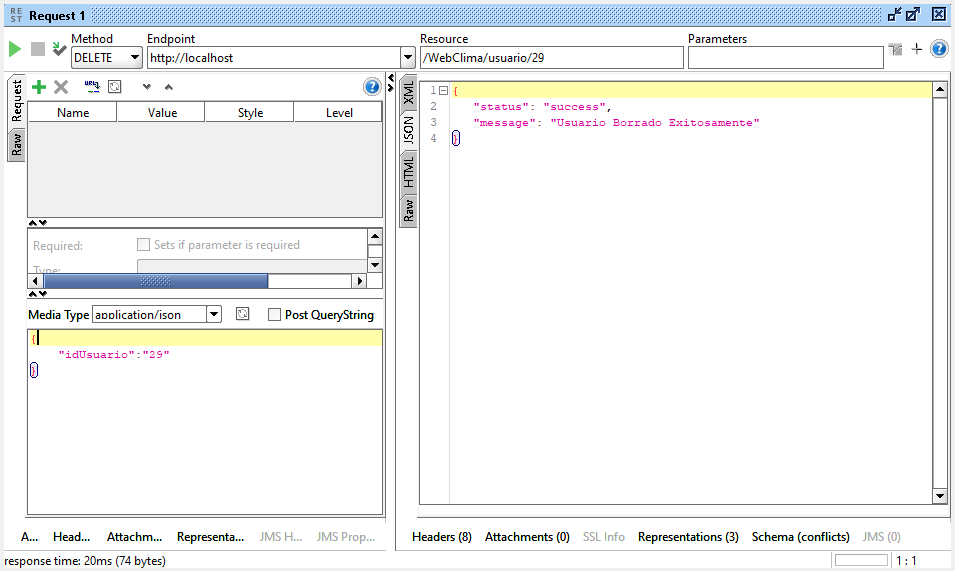 REST Request 1
Method Endpoint Resource Parameters
DELETE http://localhost /WebClima/usuario/29
Request
Raw
Name Value Style Level
Required: Sets if parameter is required
Type:
Media Type application/json Post QueryString
{
"idUsuario":"29"
}
A... Head... Attachm... Representa... JMS H... JMS Prop...
XML
JSON
HTML
Raw
1 {
2 "status": "success",
3 "message": "Usuario Borrado Exitosamente"
4 }
Headers (8) Attachments (0) SSL Info Representations (3) Schema (conflicts) JMS (0)
response time: 20ms (74 bytes) 1 : 1